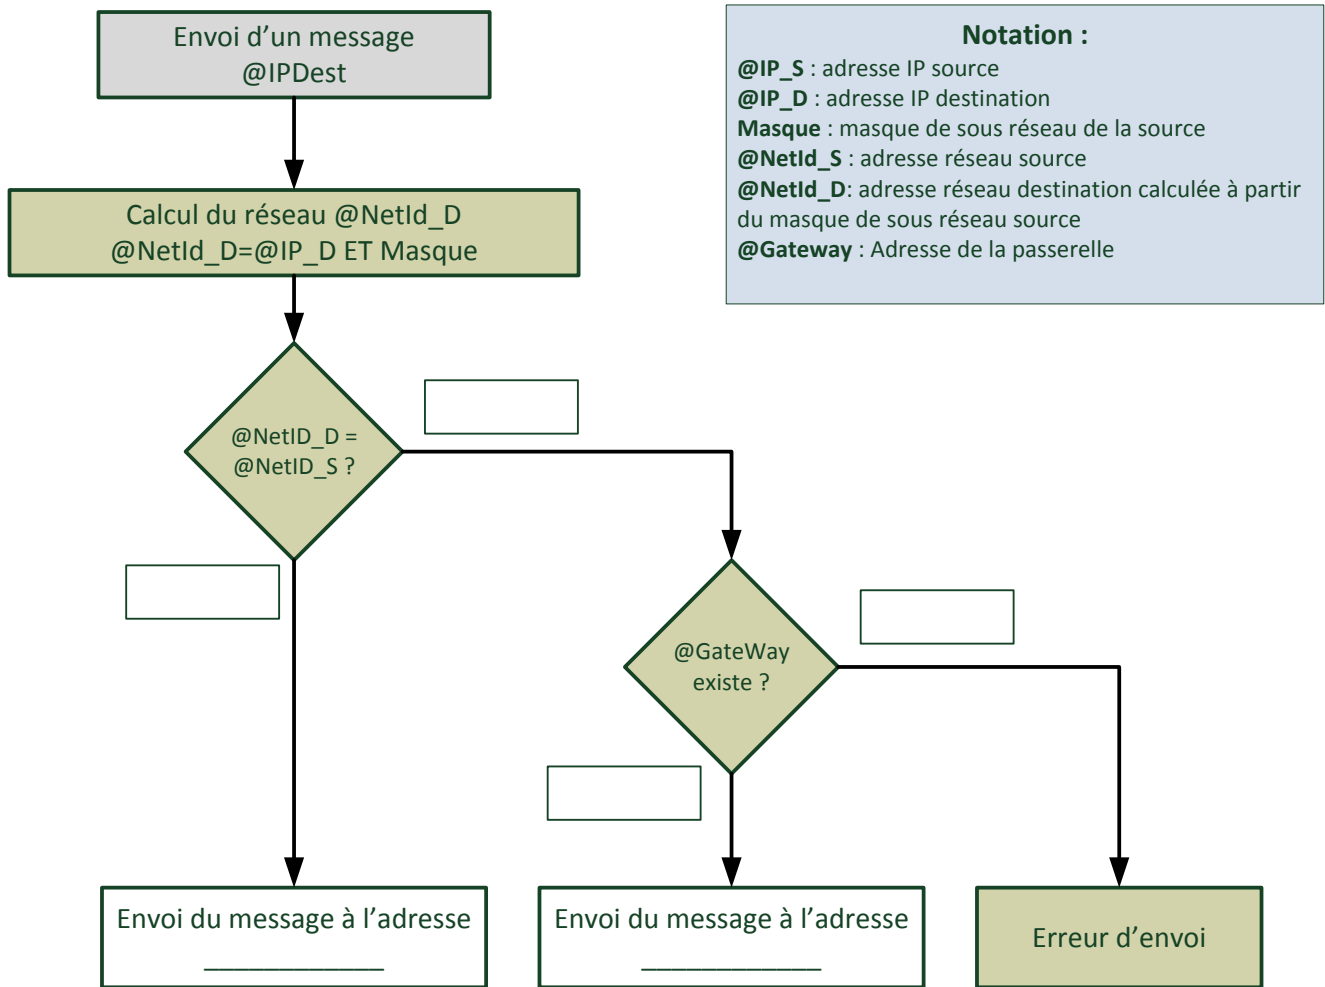 Envoi d’un message
@IPDest
Notation :
@IP_S : adresse IP source
@IP_D : adresse IP destination
Masque : masque de sous réseau de la source
@NetId_S : adresse réseau source
@NetId_D: adresse réseau destination calculée à partir
du masque de sous réseau source
@Gateway : Adresse de la passerelle
Calcul du réseau @NetId_D
@NetId_D=@IP_D ET Masque
@NetID_D =
@NetID_S ?
@GateWay
existe ?
Envoi du message à l’adresse
____________
Envoi du message à l’adresse
____________
Erreur d’envoi